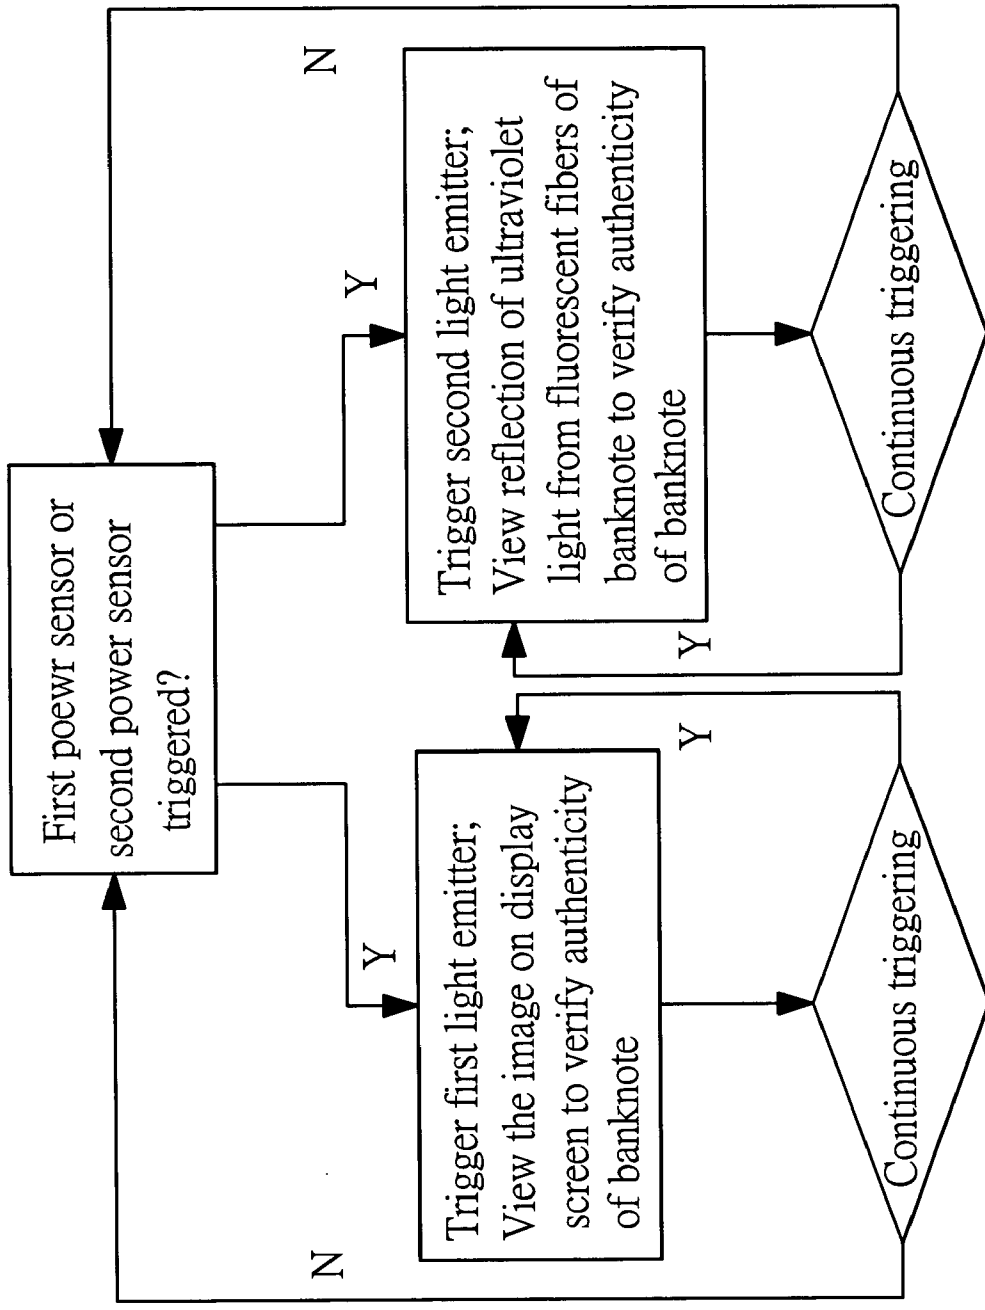 First poewr sensor or
second power sensor
triggered?
Y
Y
N
N
Trigger first light emitter;
View the image on display
screen to verify authenticity
of banknote
Trigger second light emitter;
View reflection of ultraviolet
light from fluorescent fibers of
banknote to verify authenticity
of banknote
Y
Y
Continuous triggering
Continuous triggering